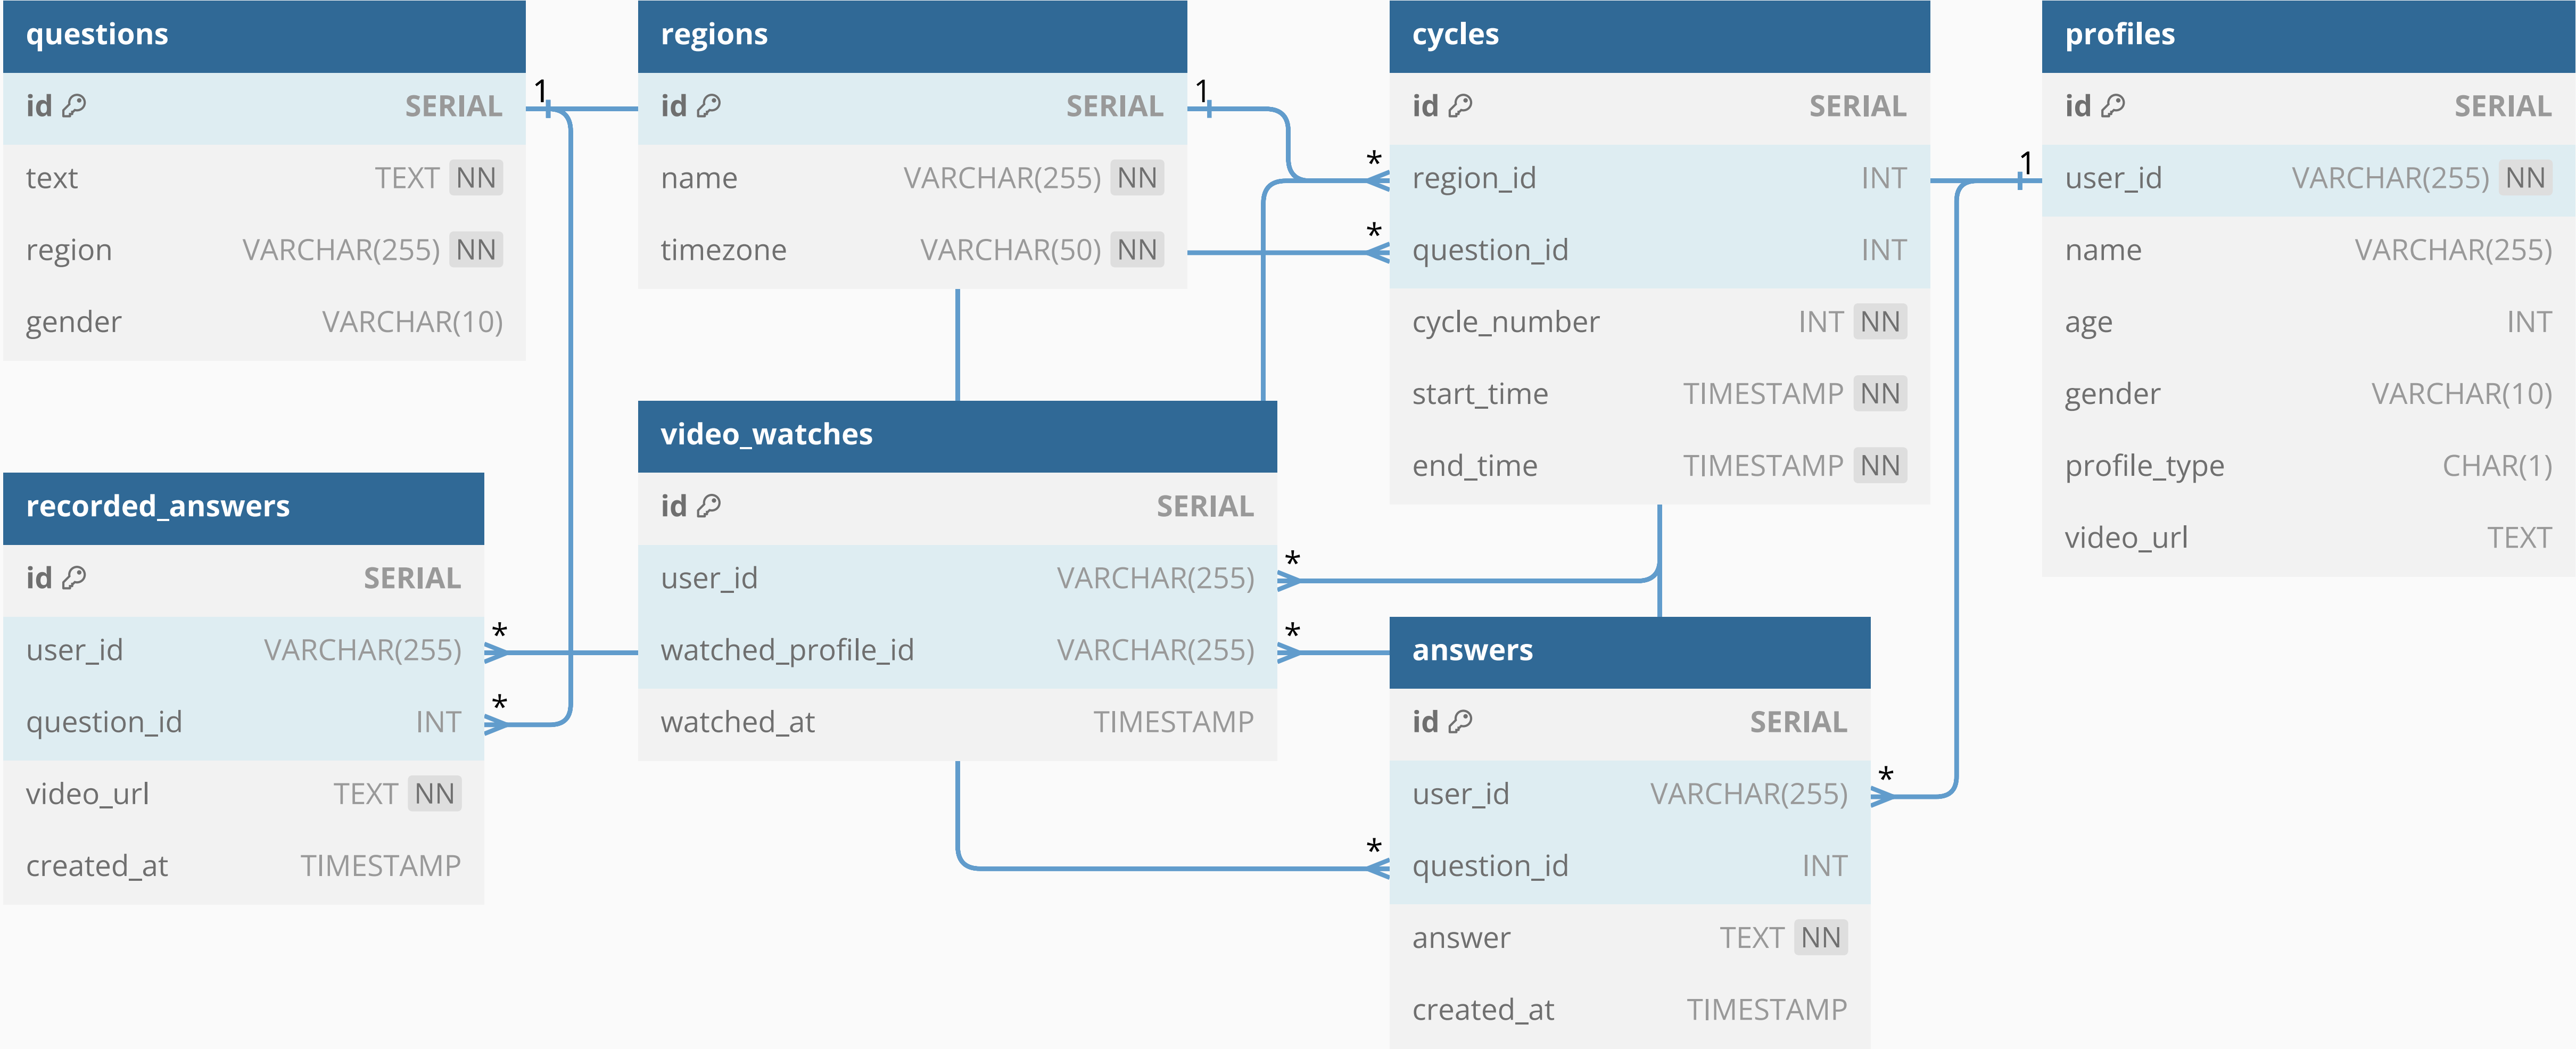 questions
id SERIAL
text TEXT NN
region VARCHAR(255) NN
gender VARCHAR(10)
1
regions
id SERIAL
name VARCHAR(255) NN
timezone VARCHAR(50) NN
1
*
*
cycles
id SERIAL
region_id INT
question_id INT
cycle_number INT NN
start_time TIMESTAMP NN
end_time TIMESTAMP NN
1
profiles
id SERIAL
user_id VARCHAR(255) NN
name VARCHAR(255)
age INT
gender VARCHAR(10)
profile_type CHAR(1)
video_url TEXT
recorded_answers
id SERIAL
user_id VARCHAR(255)
question_id INT
video_url TEXT NN
created_at TIMESTAMP
*
*
video_watches
id SERIAL
user_id VARCHAR(255)
watched_profile_id VARCHAR(255)
watched_at TIMESTAMP
*
*
*
answers
id SERIAL
user_id VARCHAR(255)
question_id INT
answer TEXT NN
created_at TIMESTAMP
*